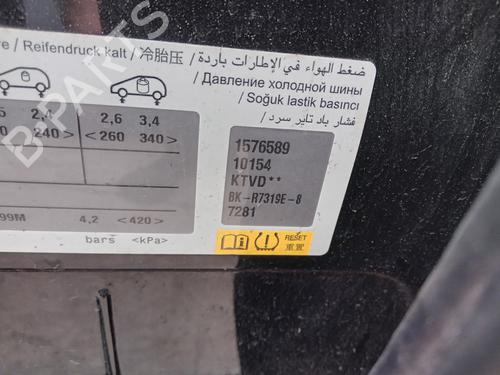 re / Reifendruck kalt / 冷胎压 / ضغط الهواء في الإطارات باردة
/ Давление холодной шины
/ Soğuk lastik basıncı
فشار باد تایر سرد /
5 2,4 2,6 3,4
0 240> <260 340>
99M 4,2 <420>
bars <kPa>
1576589
10154
KTVD**
BK-R7319E-8
7281
RESET
B PARTS